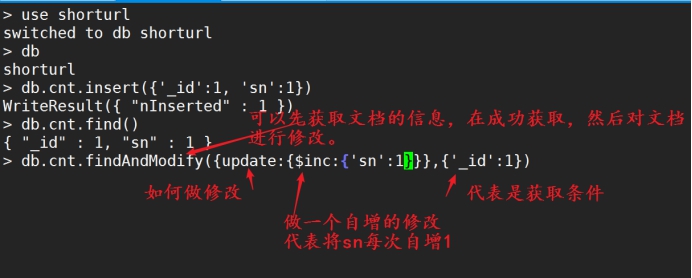 > use shorturl
switched to db shorturl
> db
shorturl
> db.cnt.insert({'_id':1, 'sn':1})
WriteResult({ "nInserted" : 1 })
> db.cnt.find()
{ "_id" : 1, "sn" : 1 }
可以先获取文档的信息，在成功获取，然后对文档
进行修改。
> db.cnt.findAndModify({update:{$inc:{'sn':1}}},{'_id':1})
如何做修改
代表是获取条件
做一个自增的修改
代表将sn每次自增1